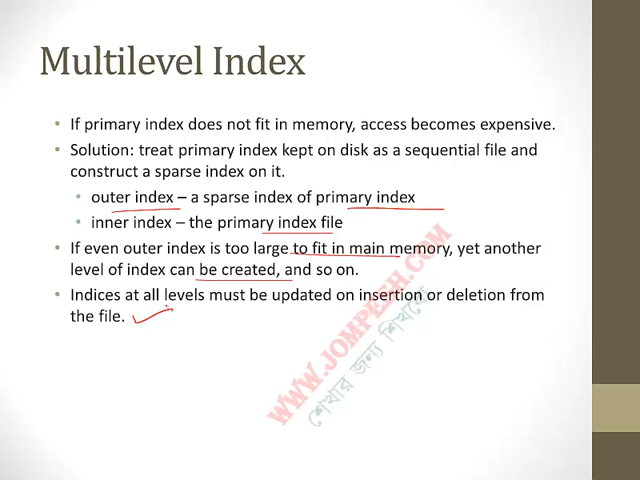 Multilevel Index
• If primary index does not fit in memory, access becomes expensive.
• Solution: treat primary index kept on disk as a sequential file and
construct a sparse index on it.
• outer index – a sparse index of primary index
• inner index – the primary index file
• If even outer index is too large to fit in main memory, yet another
level of index can be created, and so on.
• Indices at all levels must be updated on insertion or deletion from
the file.
WWW.JOMPESH.COM
শেখার জন্য শিখুন